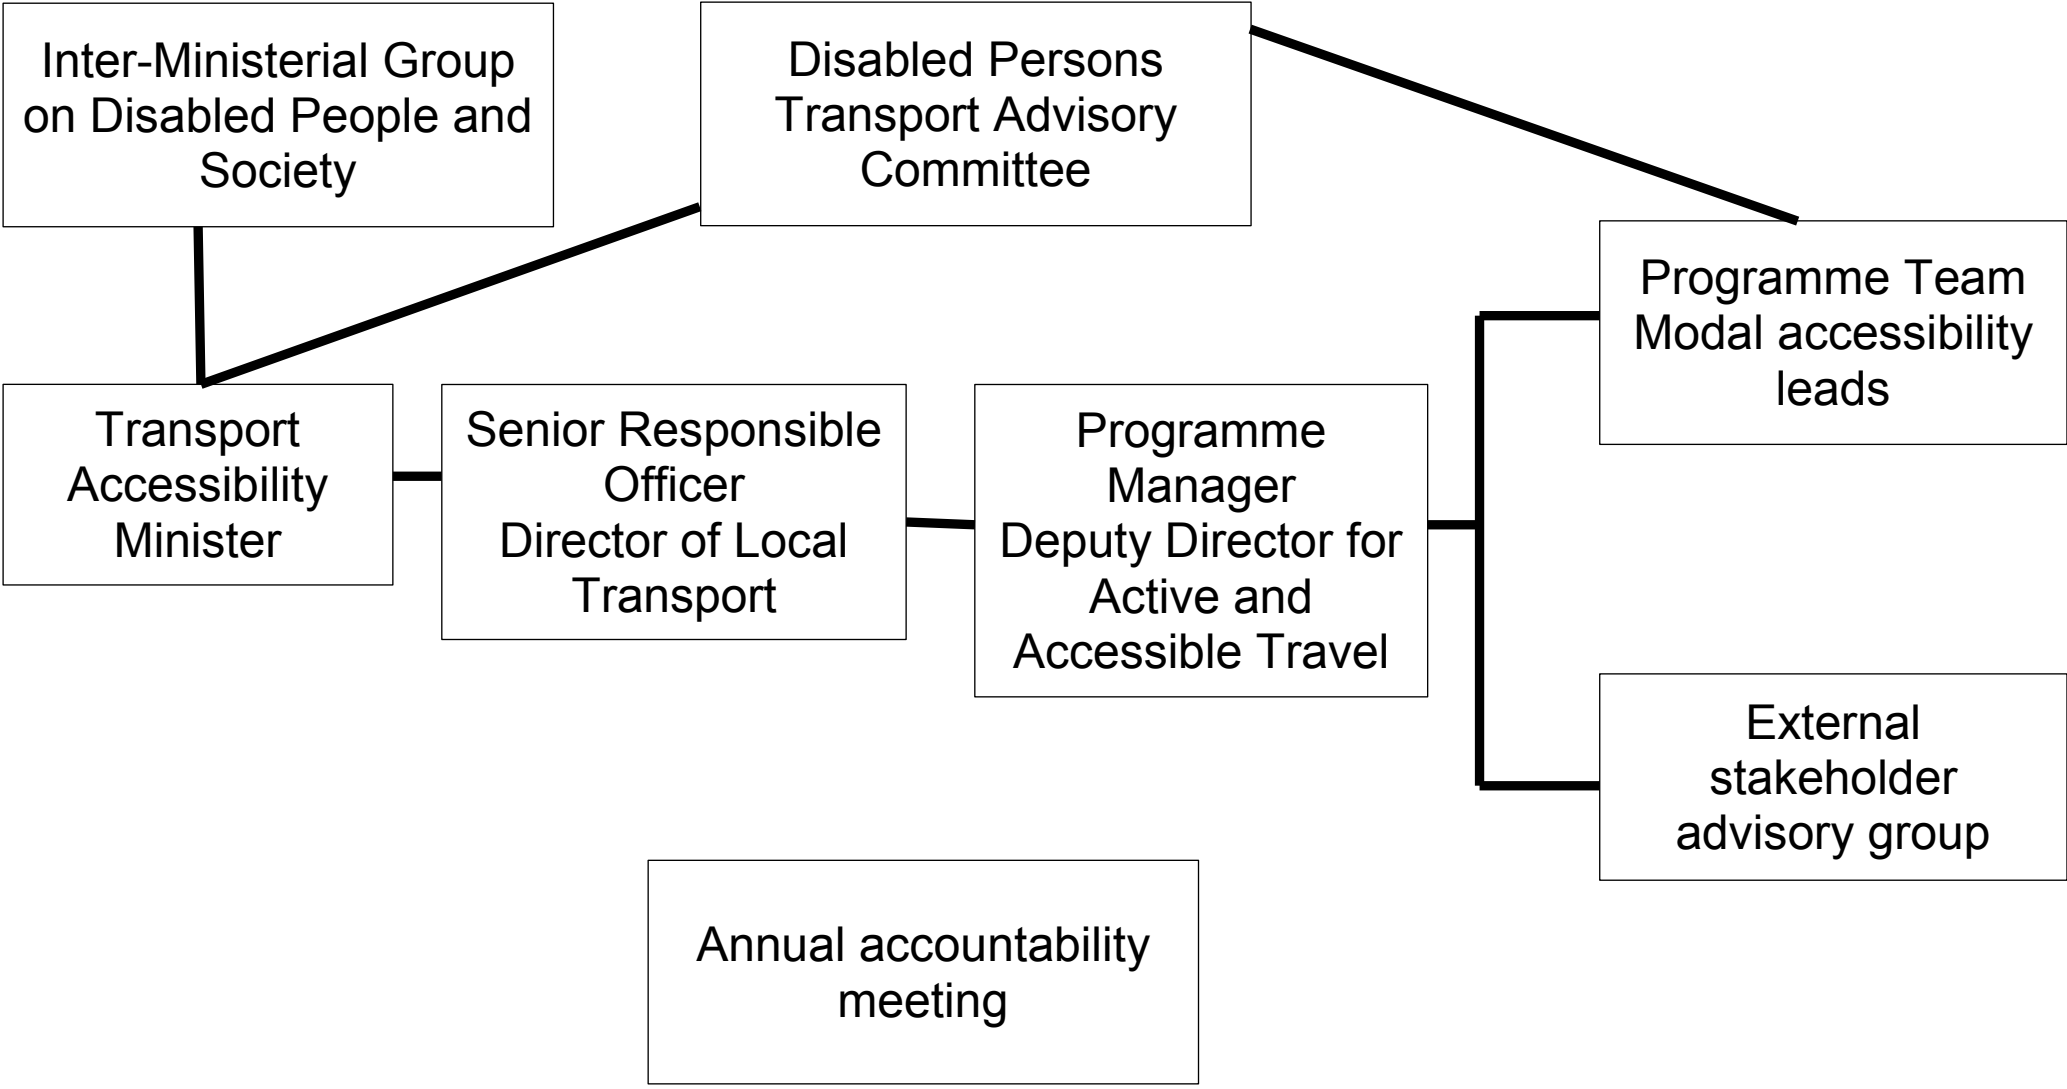 Inter-Ministerial Group
on Disabled People and
Society
Disabled Persons
Transport Advisory
Committee
Programme Team
Modal accessibility
leads
Transport
Accessibility
Minister
Senior Responsible
Officer
Director of Local
Transport
Programme
Manager
Deputy Director for
Active and
Accessible Travel
External
stakeholder
advisory group
Annual accountability
meeting